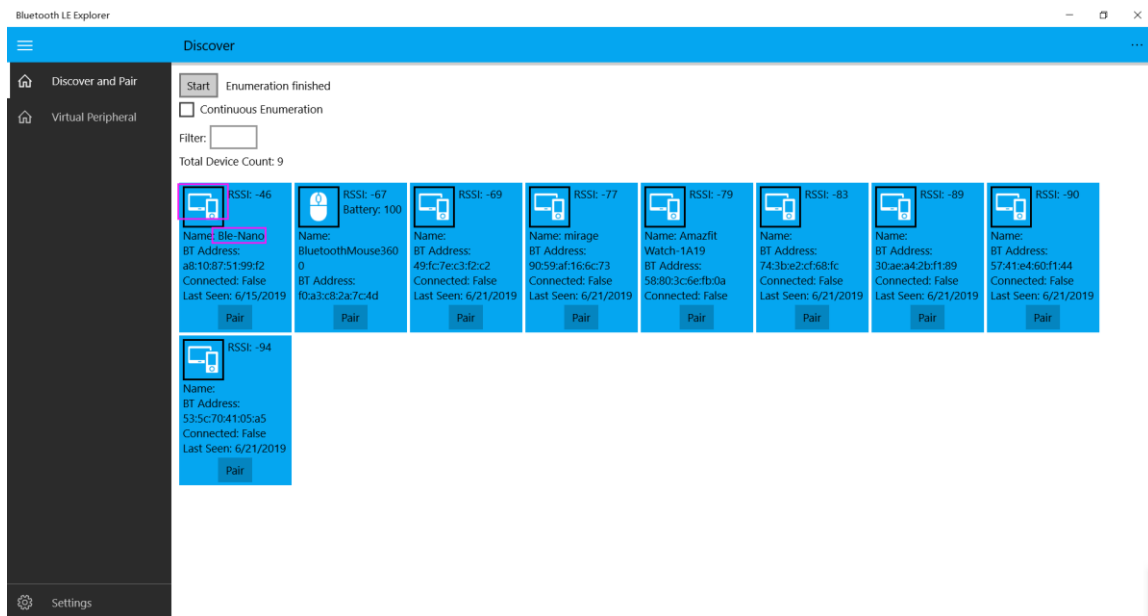 Bluetooth LE Explorer
Discover
Discover and Pair
Virtual Peripheral
Settings
Start Enumeration finished
Continuous Enumeration
Filter:
Total Device Count: 9
RSSI: -46
Name: Ble-Nano
BT Address:
a8:10:87:51:99:f2
Connected: False
Last Seen: 6/15/2019
Pair
RSSI: -67
Battery: 100
Name:
BluetoothMouse360
0
BT Address:
f0:a3:c8:2a:7c:4d
Pair
RSSI: -69
Name:
BT Address:
49:fc:7e:c3:f2:c2
Connected: False
Last Seen: 6/21/2019
Pair
RSSI: -77
Name: mirage
BT Address:
90:59:af:16:6c:73
Connected: False
Last Seen: 6/21/2019
Pair
RSSI: -79
Name: Amazfit
Watch-1A19
BT Address:
58:80:3c:6e:fb:0a
Connected: False
Pair
RSSI: -83
Name:
BT Address:
74:3b:e2:cf:68:fc
Connected: False
Last Seen: 6/21/2019
Pair
RSSI: -89
Name:
BT Address:
30:ae:a4:2b:f1:89
Connected: False
Last Seen: 6/21/2019
Pair
RSSI: -90
Name:
BT Address:
57:41:e4:60:f1:44
Connected: False
Last Seen: 6/21/2019
Pair
RSSI: -94
Name:
BT Address:
53:5c:70:41:05:a5
Connected: False
Last Seen: 6/21/2019
Pair